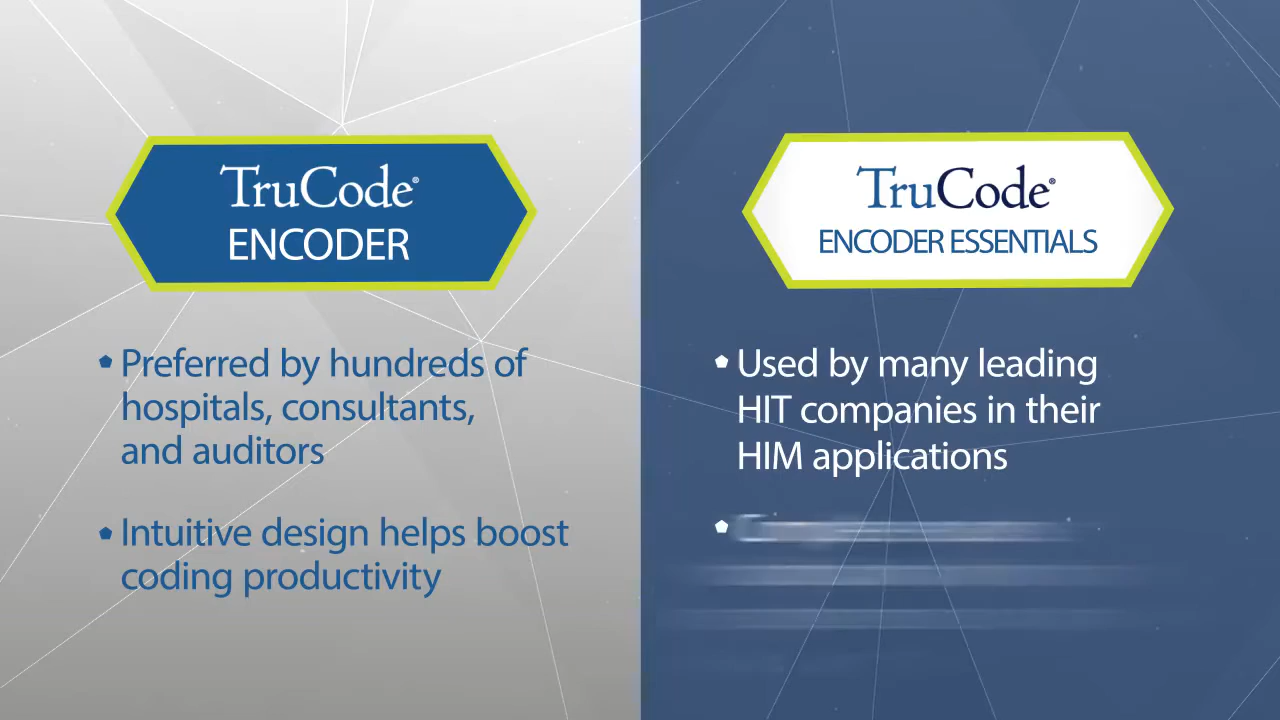 TruCode®
ENCODER
• Preferred by hundreds of
hospitals, consultants,
and auditors
• Intuitive design helps boost
coding productivity
TruCode®
ENCODER ESSENTIALS
• Used by many leading
HIT companies in their
HIM applications